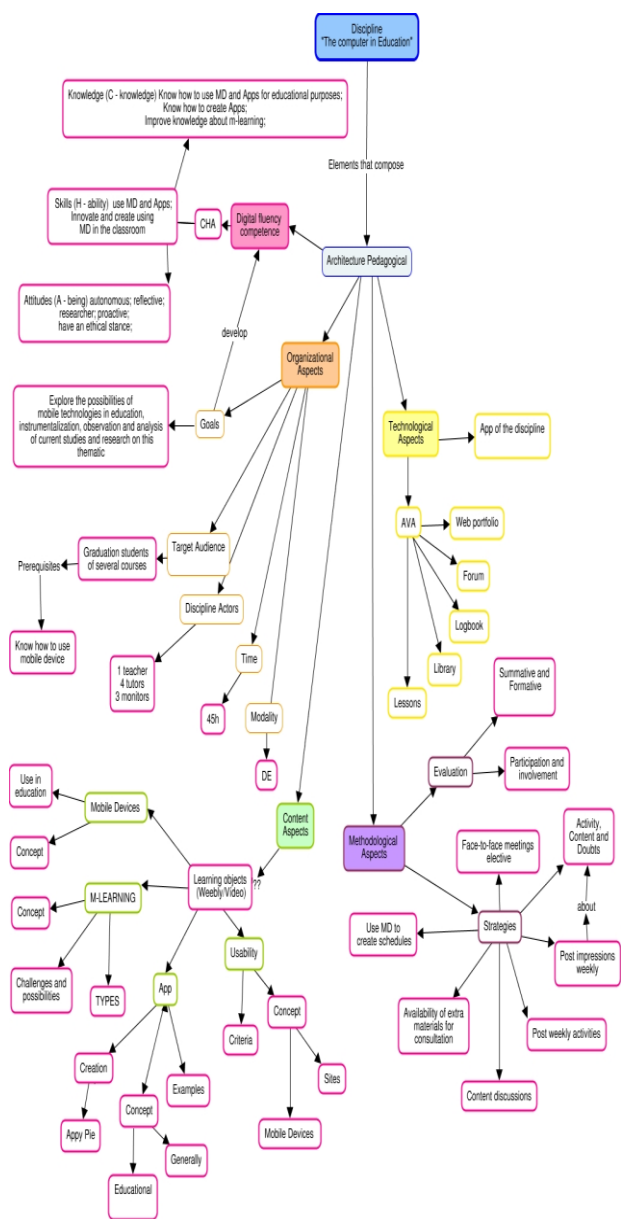 Discipline
"The computer in Education"
Knowledge (C - knowledge) Know how to use MD and Apps for educational purposes;
Know how to create Apps;
Improve knowledge about m-learning;
Elements that compose
Skills (H - ability)  use MD and Apps;
Innovate and create using
MD in the classroom
CHA
Digital fluency
competence
Architecture Pedagogical
Attitudes (A - being) autonomous; reflective;
researcher; proactive;
have an ethical stance;
develop
Organizational
Aspects
Explore the possibilities of
mobile technologies in education,
instrumentalization, observation and analysis
of current studies and research on this
thematic
Goals
Technological
Aspects
App of the discipline
AVA
Web portfolio
Forum
Logbook
Library
Lessons
Target Audience
Graduation students
of several courses
Prerequisites
Know how to use
mobile device
Discipline Actors
1 teacher
4 tutors
3 monitors
Time
45h
Modality
DE
Summative and
Formative
Evaluation
Participation and
involvement
Content
Aspects
Methodological
Aspects
Use in
education
Mobile Devices
Concept
Learning objects
(Weebly/Video)
??
M-LEARNING
Concept
Challenges and
possibilities
TYPES
Usability
App
Criteria
Concept
Sites
Mobile Devices
Creation
Appy Pie
Concept
Examples
Generally
Educational
Face-to-face meetings
elective
Activity,
Content and
Doubts
about
Strategies
Use MD to
create schedules
Post impressions
weekly
Availability of extra
materials for
consultation
Post weekly activities
Content discussions